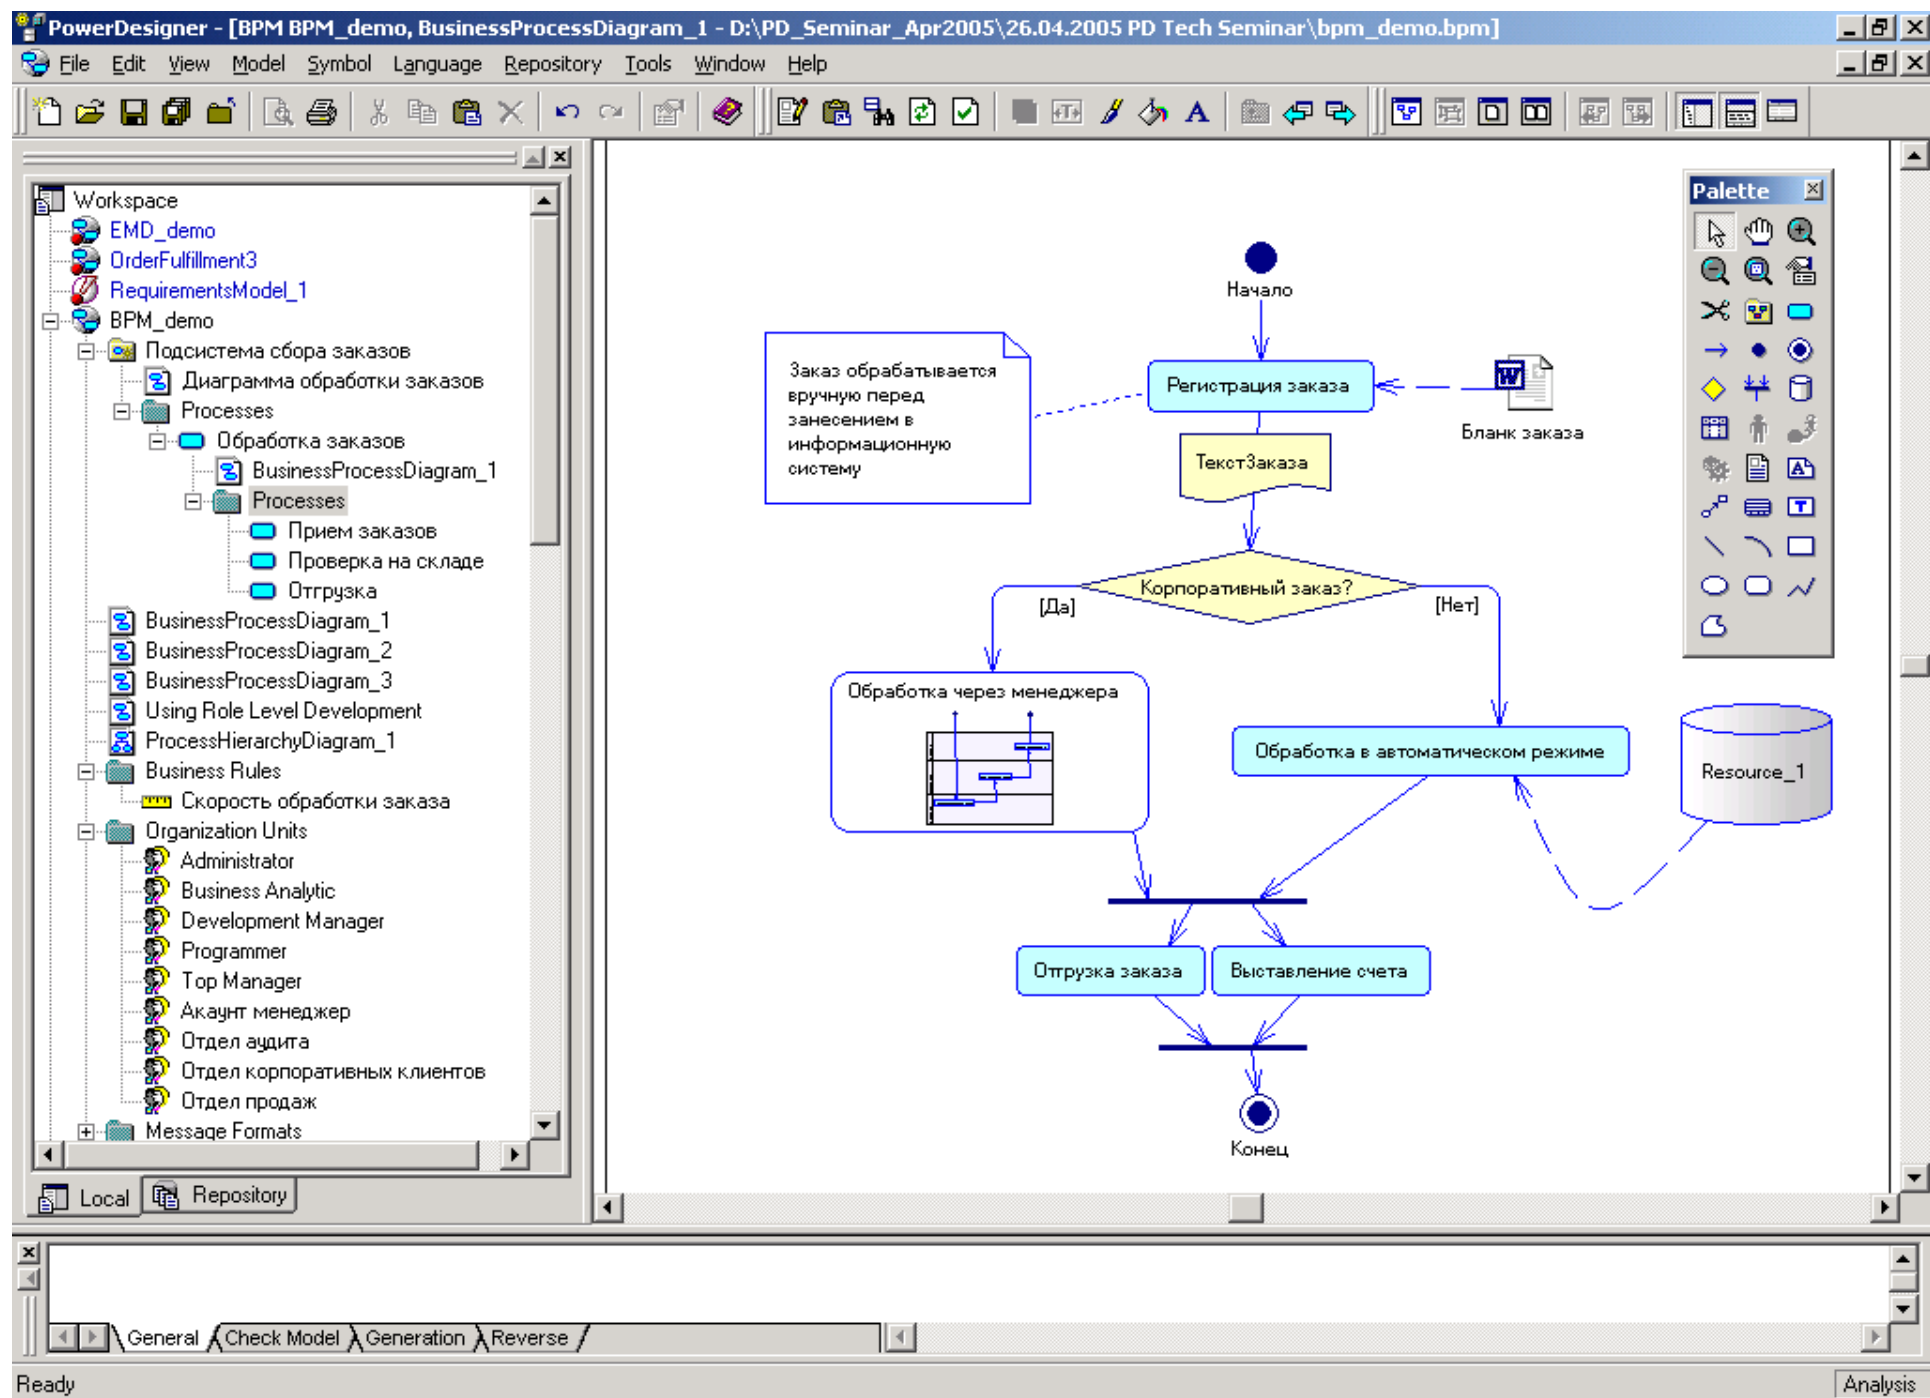 PowerDesigner - [BPM BPM_demo, BusinessProcessDiagram_1 - D:\PD_Seminar_Apr2005\26.04.2005 PD Tech Seminar\bpm_demo.bpm]
File Edit View Model Symbol Language Repository Tools Window Help
Workspace
EMD_demo
OrderFulfillment3
RequirementsModel_1
BPM_demo
Подсистема сбора заказов
Диаграмма обработки заказов
Processes
Обработка заказов
BusinessProcessDiagram_1
Processes
Прием заказов
Проверка на складе
Отгрузка
BusinessProcessDiagram_1
BusinessProcessDiagram_2
BusinessProcessDiagram_3
Using Role Level Development
ProcessHierarchyDiagram_1
Business Rules
Скорость обработки заказа
Organization Units
Administrator
Business Analytic
Development Manager
Programmer
Top Manager
Акаунт менеджер
Отдел аудита
Отдел корпоративных клиентов
Отдел продаж
Message Formats
Local Repository
Начало
Заказ обрабатывается
вручную перед
занесением в
информационную
систему
Регистрация заказа
Бланк заказа
ТекстЗаказа
Корпоративный заказ?
[Да]
[Нет]
Обработка через менеджера
Обработка в автоматическом режиме
Resource_1
Отгрузка заказа
Выставление счета
Конец
Palette
General Check Model Generation Reverse
Ready
Analysis